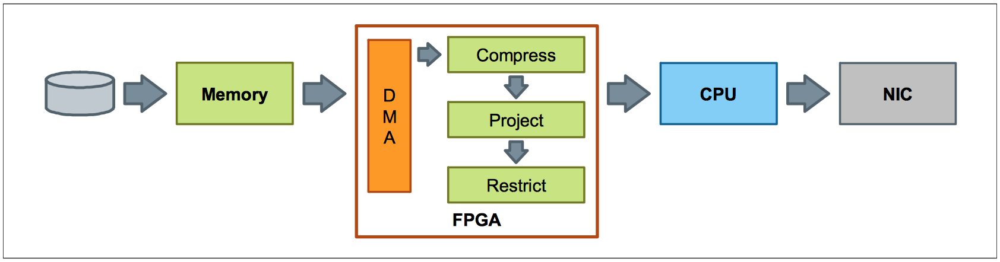 Memory
D
M
A
Compress
Project
Restrict
FPGA
CPU
NIC